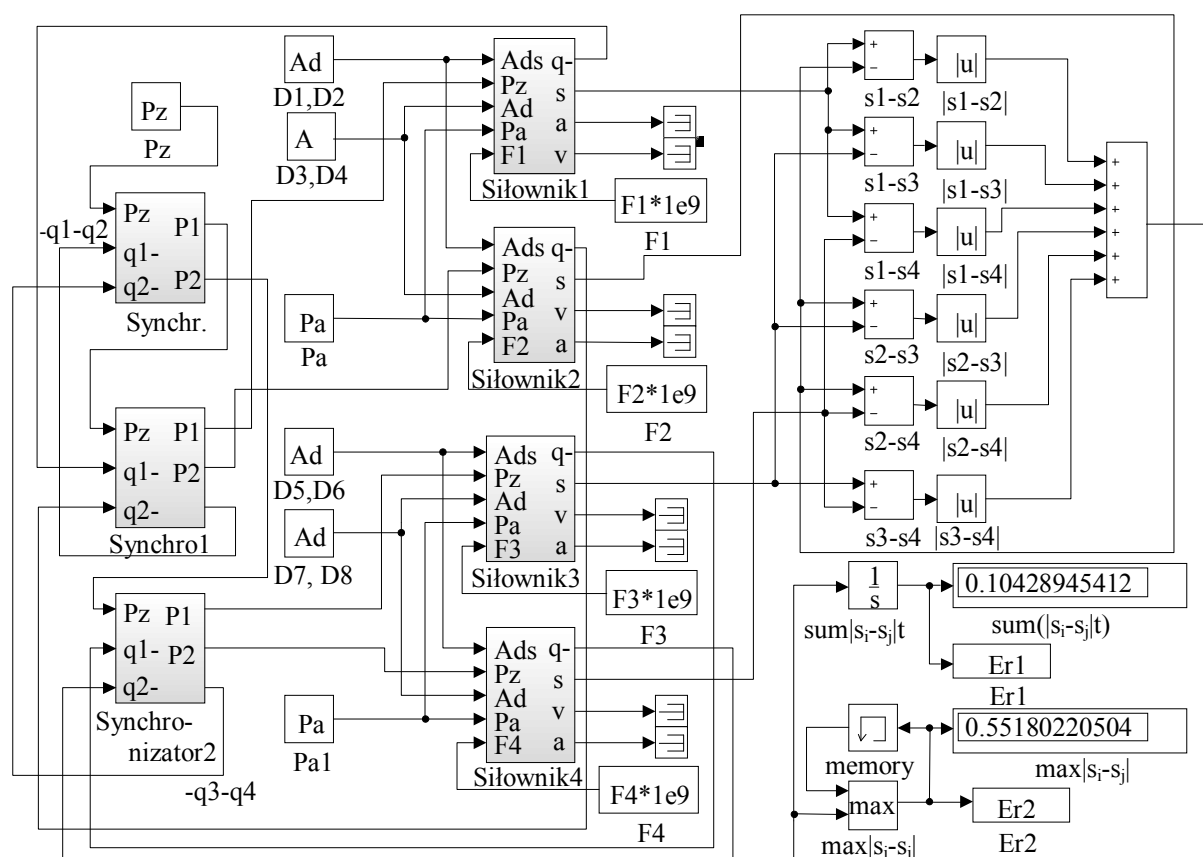 Pz
Pz
-q1-q2
Pz
q1-
q2-
P1
P2
Synchr.
Pz
q1-
q2-
P1
P2
Synchro1
Pz
q1-
q2-
P1
P2
Synchro-
nizator2
-q3-q4
Ad
D1,D2
A
D3,D4
Pa
Pa
Ad
D5,D6
Ad
D7, D8
Pa
Pa1
Ads
Pz
Ad
Pa
F1
q-
s
a
v
Siłownik1
F1*1e9
F1
Ads
Pz
Ad
Pa
F2
q-
s
v
a
Siłownik2
F2*1e9
F2
Ads
Pz
Ad
Pa
F3
q-
s
v
a
Siłownik3
F3*1e9
F3
Ads
Pz
Ad
Pa
F4
q-
s
v
a
Siłownik4
F4*1e9
F4
+
−
s1-s2
|u|
|s1-s2|
+
−
s1-s3
|u|
|s1-s3|
+
−
s1-s4
|u|
|s1-s4|
+
−
s2-s3
|u|
|s2-s3|
+
−
s2-s4
|u|
|s2-s4|
+
−
s3-s4
|u|
|s3-s4|
+
+
+
+
+
+
1
s
sum|si-sj|t
0.10428945412
sum(|si-sj|t)
Er1
Er1
memory
0.55180220504
max|si-sj|
max
max|si-sj|
Er2
Er2